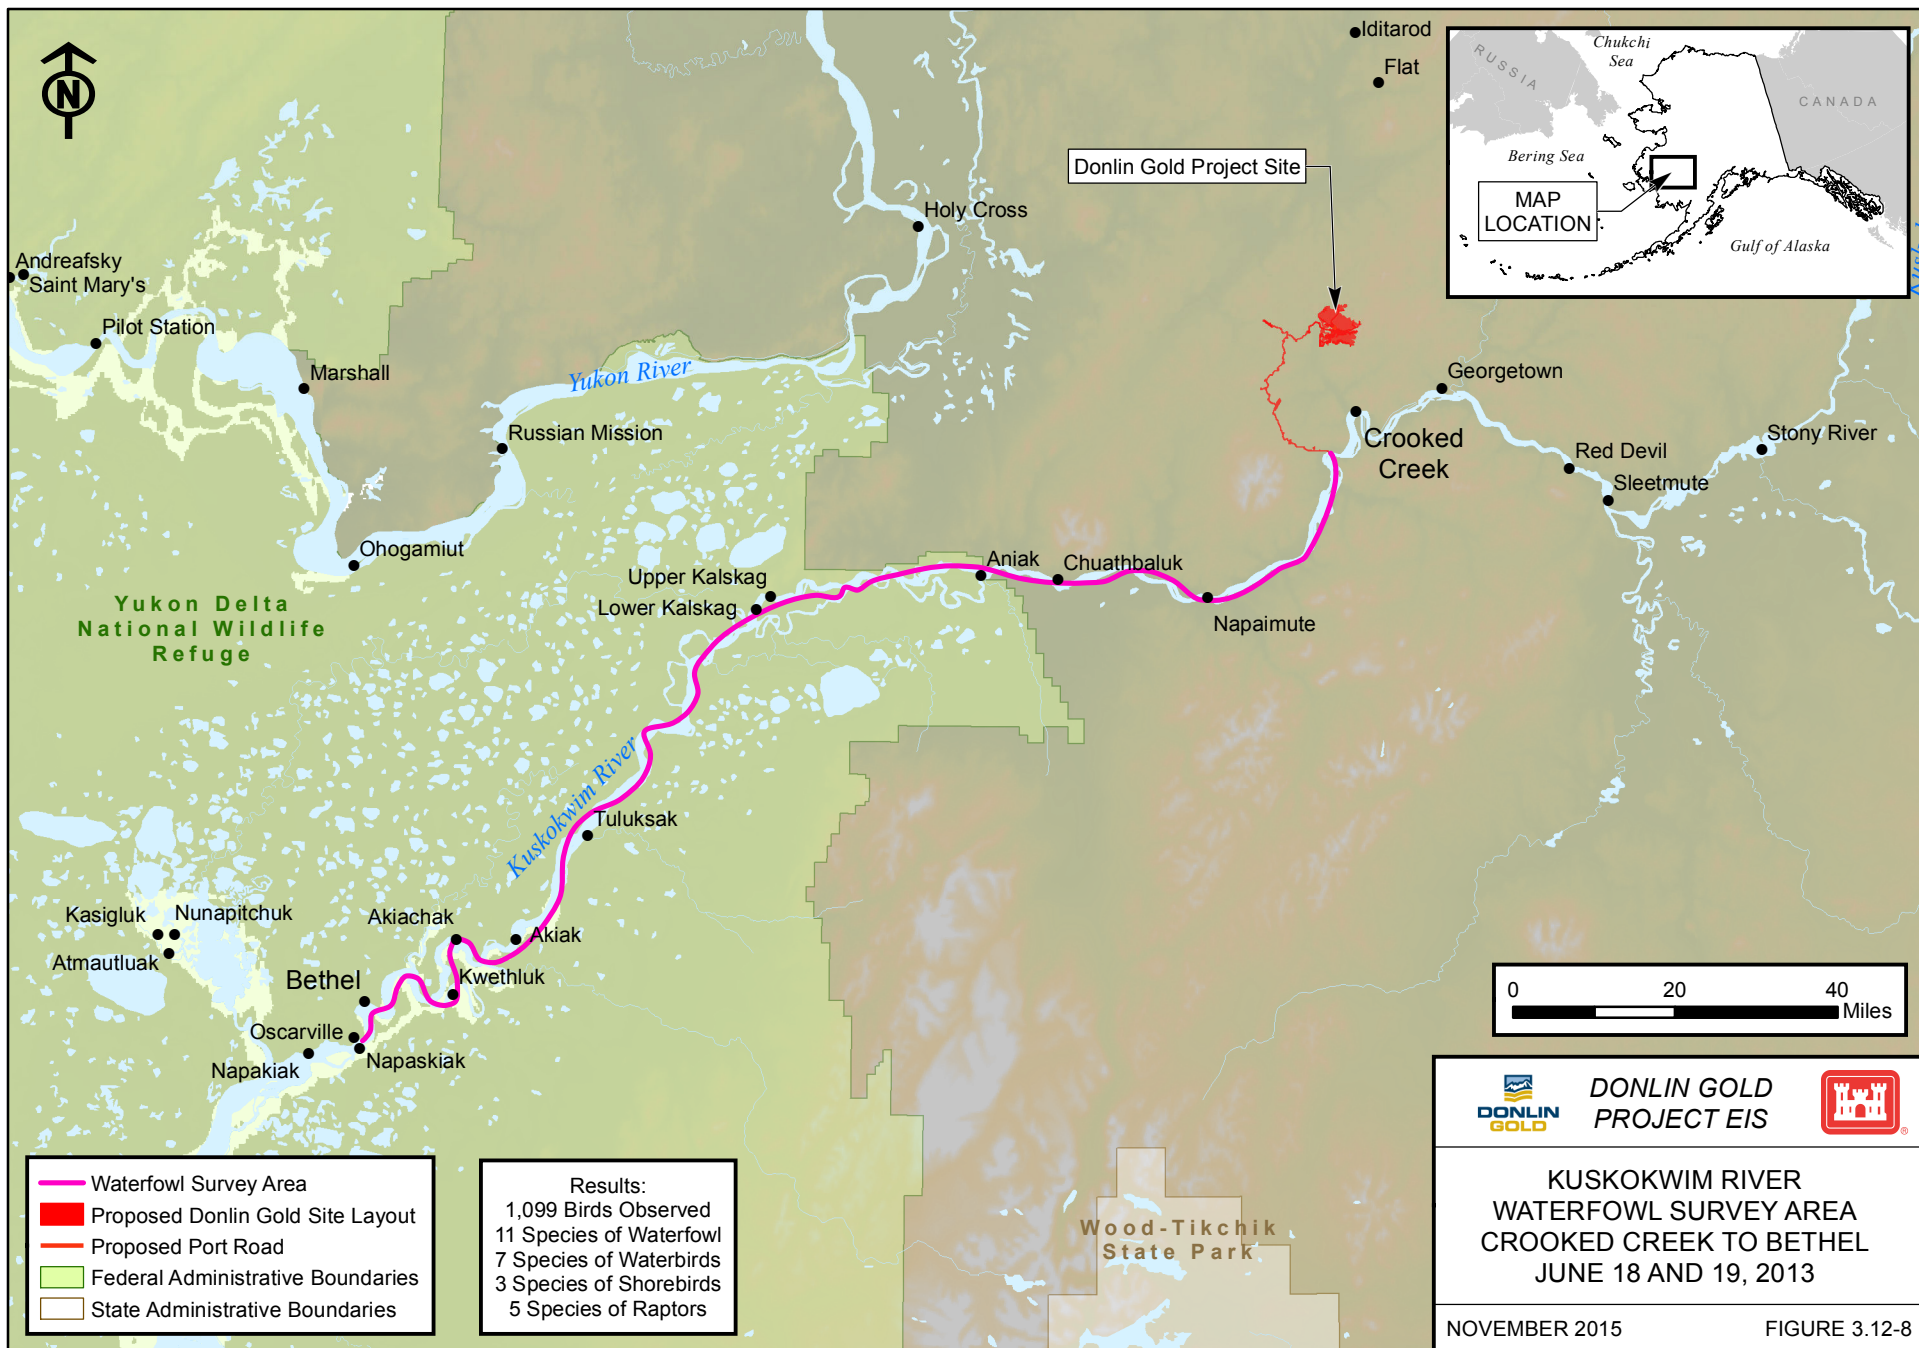 N
Iditarod
Flat
Chukchi
Sea
RUSSIA
CANADA
Bering Sea
MAP
LOCATION
Gulf of Alaska
Donlin Gold Project Site
Holy Cross
Andreafsky
Saint Mary's
Pilot Station
Marshall
Yukon River
Russian Mission
Georgetown
Crooked
Creek
Red Devil
Stony River
Sleetmute
Ohogamiut
Upper Kalskag
Lower Kalskag
Aniak
Chuathbaluk
Napaimute
Yukon Delta
National Wildlife
Refuge
Kuskokwim River
Tuluksak
Kasigluk
Nunapitchuk
Atmautluak
Akiachak
Akiak
Bethel
Kwethluk
Oscarville
Napakiak
Napaskiak
Wood-Tikchik
State Park
0 20 40
Miles
Waterfowl Survey Area
Proposed Donlin Gold Site Layout
Proposed Port Road
Federal Administrative Boundaries
State Administrative Boundaries
Results:
1,099 Birds Observed
11 Species of Waterfowl
7 Species of Waterbirds
3 Species of Shorebirds
5 Species of Raptors
DONLIN
GOLD
DONLIN GOLD
PROJECT EIS
®
KUSKOKWIM RIVER
WATERFOWL SURVEY AREA
CROOKED CREEK TO BETHEL
JUNE 18 AND 19, 2013
NOVEMBER 2015
FIGURE 3.12-8